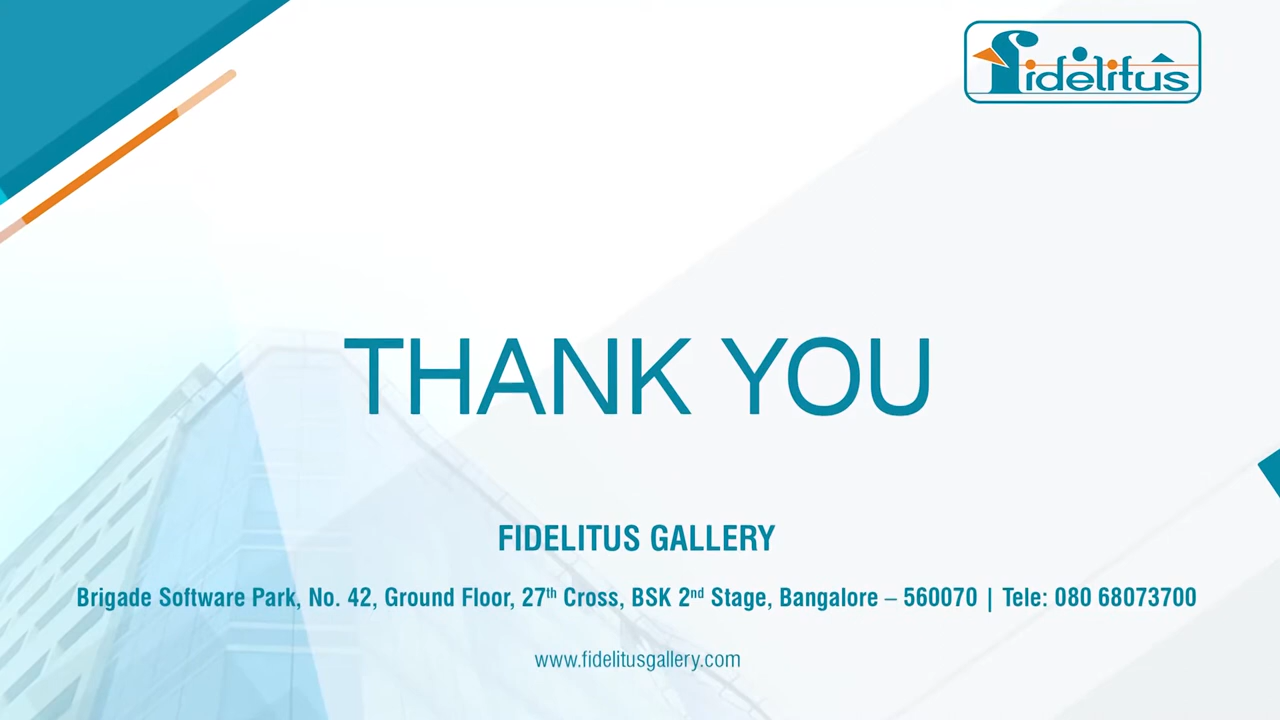 fidelitus
THANK YOU
FIDELITUS GALLERY
Brigade Software Park, No. 42, Ground Floor, 27th Cross, BSK 2nd Stage, Bangalore – 560070 | Tele: 080 68073700
www.fidelitusgallery.com